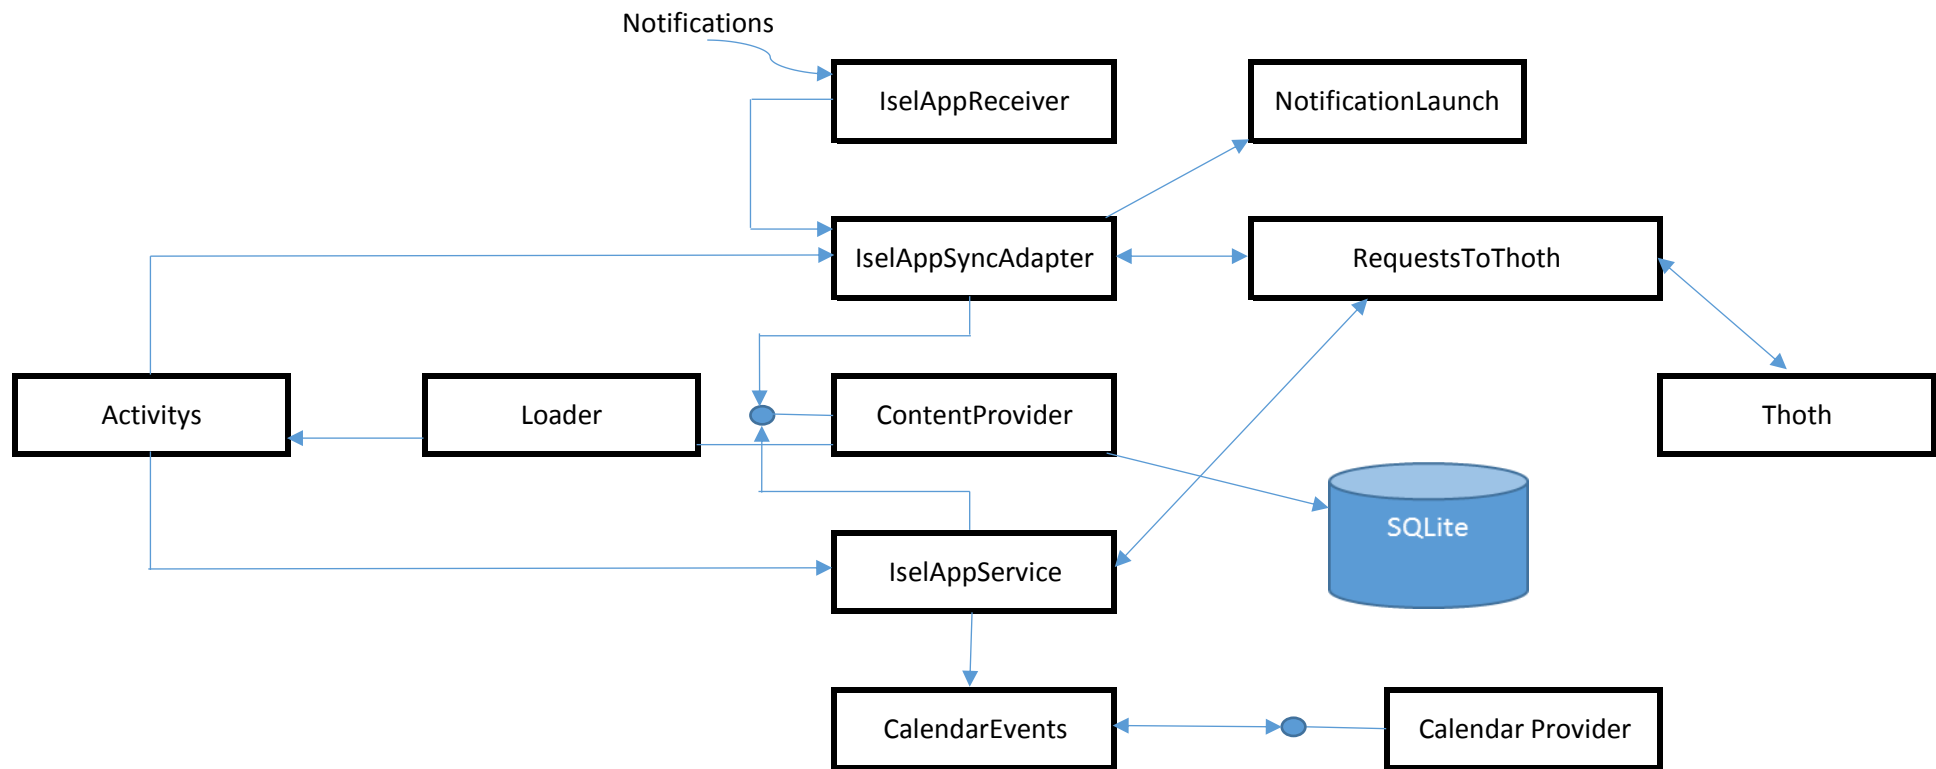 Notifications
IselAppReceiver
NotificationLaunch
IselAppSyncAdapter
RequestsToThoth
Activitys
Loader
ContentProvider
Thoth
SQLite
IselAppService
CalendarEvents
Calendar Provider